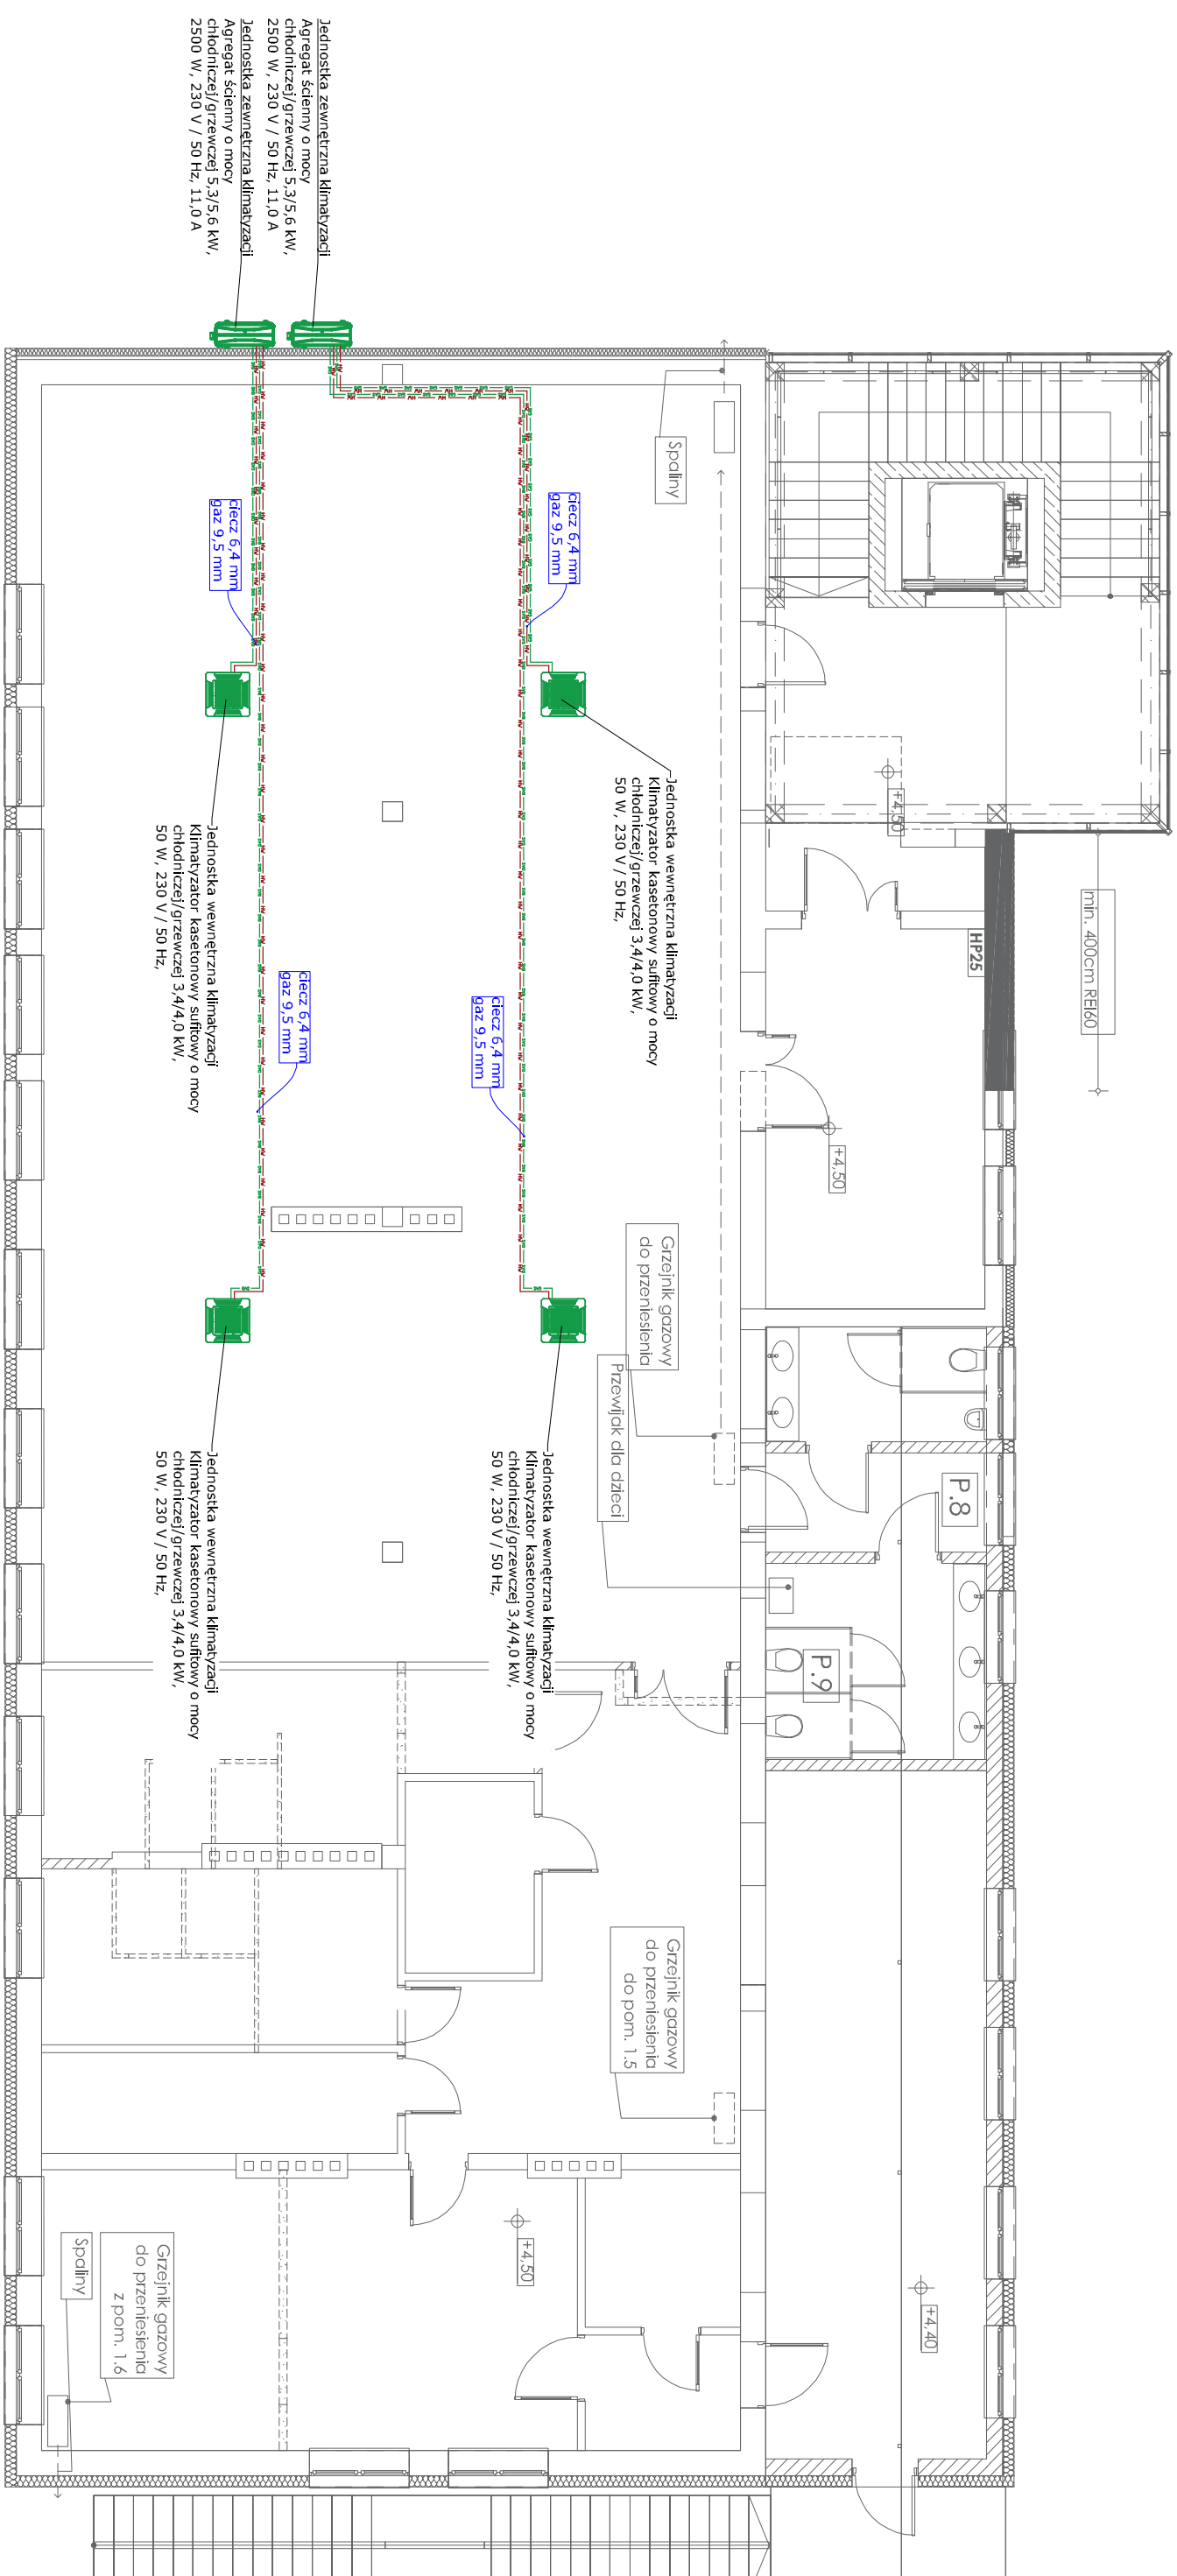 Jednostka zewnętrzna klimatyzacji
Agregat ścienny o mocy
chłodniczej/grzewczej 5,3/5,6 kW,
2500 W, 230 V / 50 Hz, 11,0 A
Jednostka zewnętrzna klimatyzacji
Agregat ścienny o mocy
chłodniczej/grzewczej 5,3/5,6 kW,
2500 W, 230 V / 50 Hz, 11,0 A
Spaliny
ciecz 6,4 mm
gaz 9,5 mm
ciecz 6,4 mm
gaz 9,5 mm
+4,50
min. 400cm REI60
HP25
Jednostka wewnętrzna klimatyzacji
Klimatyzator kasetonowy sufitowy o mocy
chłodniczej/grzewczej 3,4/4,0 kW,
50 W, 230 V / 50 Hz,
Jednostka wewnętrzna klimatyzacji
Klimatyzator kasetonowy sufitowy o mocy
chłodniczej/grzewczej 3,4/4,0 kW,
50 W, 230 V / 50 Hz,
ciecz 6,4 mm
gaz 9,5 mm
ciecz 6,4 mm
gaz 9,5 mm
+4,50
Grzejnik gazowy
do przeniesienia
Przewijak dla dzieci
P.8
P.9
Jednostka wewnętrzna klimatyzacji
Klimatyzator kasetonowy sufitowy o mocy
chłodniczej/grzewczej 3,4/4,0 kW,
50 W, 230 V / 50 Hz,
Jednostka wewnętrzna klimatyzacji
Klimatyzator kasetonowy sufitowy o mocy
chłodniczej/grzewczej 3,4/4,0 kW,
50 W, 230 V / 50 Hz,
Grzejnik gazowy
do przeniesienia
do pom. 1.5
+4,50
+4,40
Grzejnik gazowy
do przeniesienia
z pom. 1.6
Spaliny